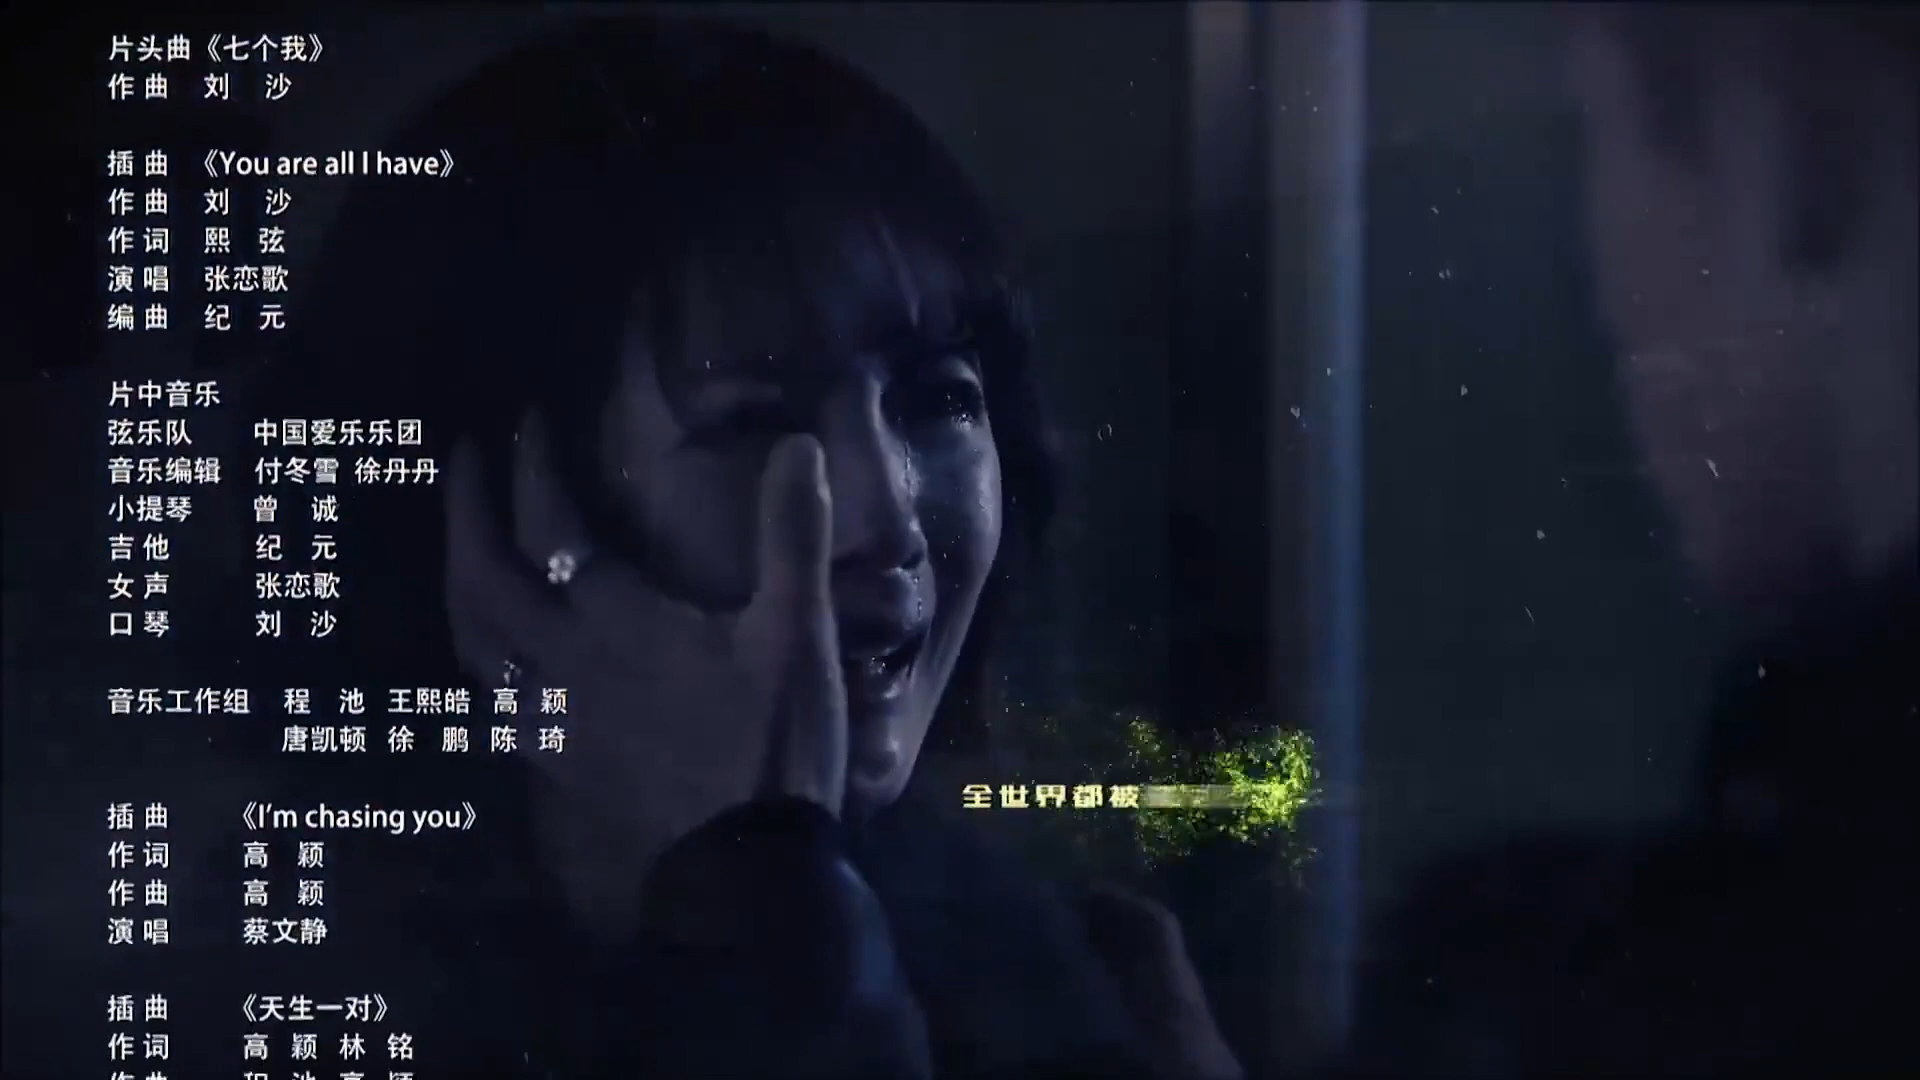 片头曲《七个我》
作曲 刘 沙
插曲 《You are all I have》
作曲 刘 沙
作词 熙 弦
演唱 张恋歌
编曲 纪 元
片中音乐
弦乐队 中国爱乐乐团
音乐编辑 付冬雪 徐丹丹
小提琴 曾 诚
吉他 纪 元
女声 张恋歌
口琴 刘 沙
音乐工作组 程 池 王熙皓 高 颖
唐凯顿 徐 鹏 陈 琦
全世界都被
插曲 《I'm chasing you》
作词 高 颖
作曲 高 颖
演唱 蔡文静
插曲 《天生一对》
作词 高 颖 林 铭